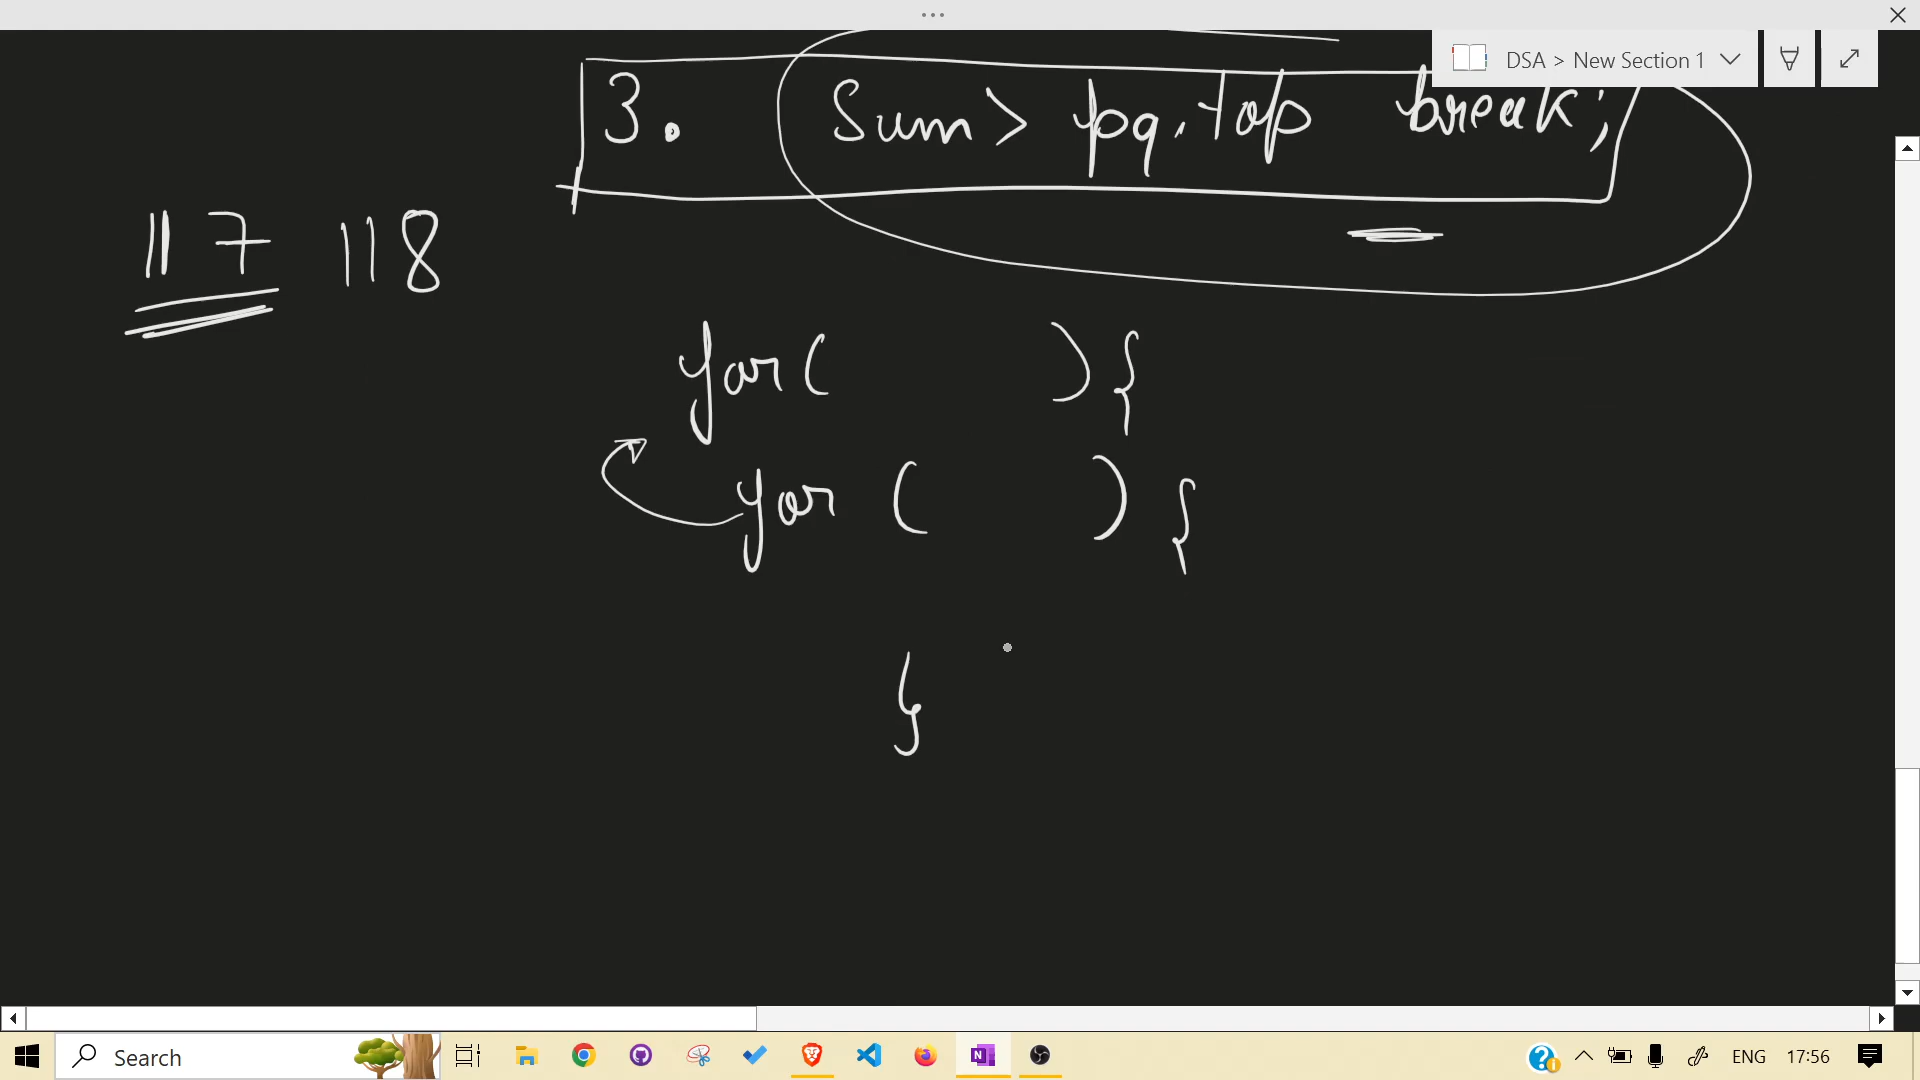 DSA > New Section 1
3. Sum > pq.top break;
117 118
for( ){
for ( ) {
}
Search
ENG 17:56